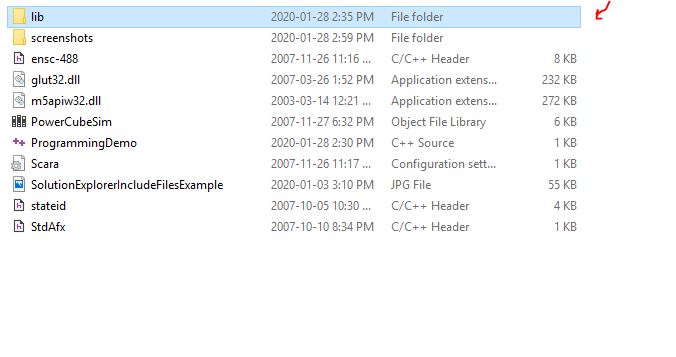 lib 2020-01-28 2:35 PM File folder
screenshots 2020-01-28 2:59 PM File folder
ensc-488 2007-11-26 11:16 ... C/C++ Header 8 KB
glut32.dll 2007-03-26 1:52 PM Application extens... 232 KB
m5apiw32.dll 2003-03-14 12:21 ... Application extens... 272 KB
PowerCubeSim 2007-11-27 6:32 PM Object File Library 6 KB
ProgrammingDemo 2020-01-28 2:30 PM C++ Source 1 KB
Scara 2007-11-26 11:17 ... Configuration sett... 1 KB
SolutionExplorerIncludeFilesExample 2020-01-03 3:10 PM JPG File 55 KB
stateid 2007-10-05 10:30 ... C/C++ Header 4 KB
StdAfx 2007-10-10 8:34 PM C/C++ Header 1 KB